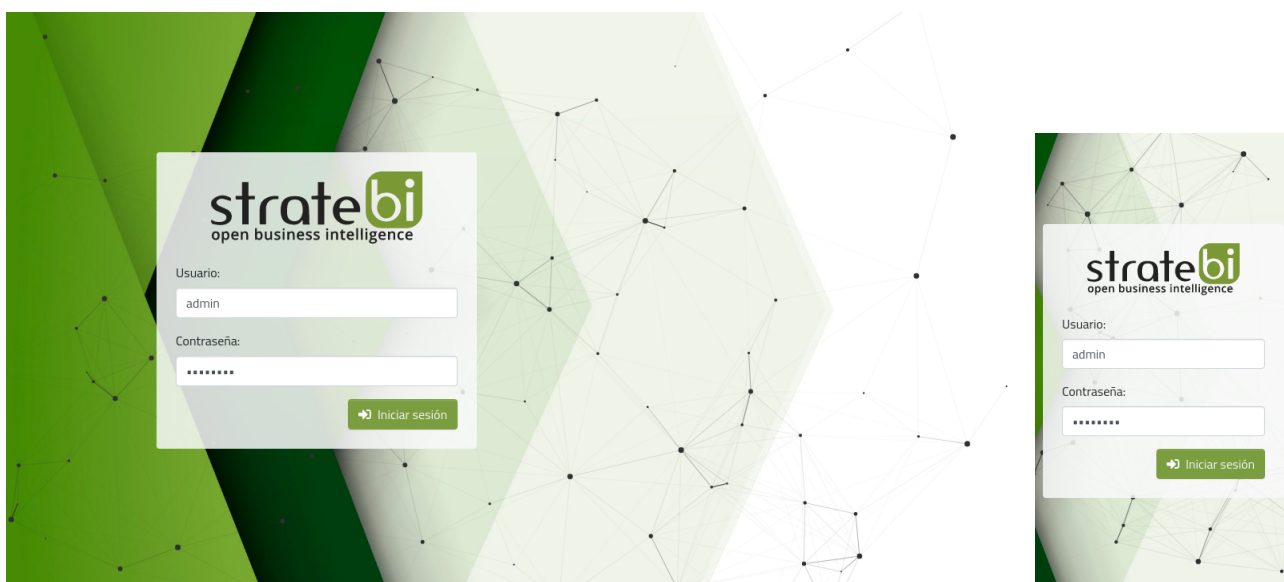 stratebi
open business intelligence
Usuario:
admin
Contraseña:
••••••••
Iniciar sesión
stratebi
open business intelligence
Usuario:
admin
Contraseña:
••••••••
Iniciar sesión